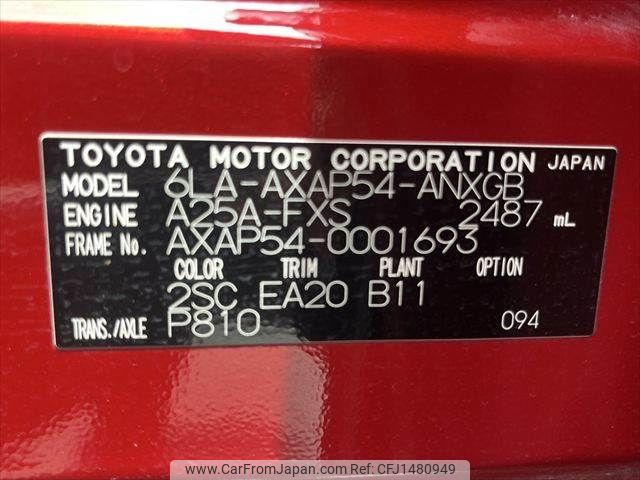 TOYOTA MOTOR CORPORATION JAPAN
MODEL 6LA-AXAP54-ANXGB
ENGINE A25A-FXS 2487 mL
FRAME No. AXAP54-0001693
COLOR TRIM PLANT OPTION
2SC EA20 B11
TRANS./AXLE P810 094
www.carfromJapan.com Ref No: CFJ1480949